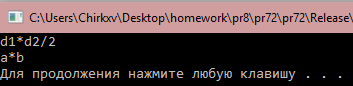 C:\Users\Chirkxv\Desktop\homework\pr8\pr72\pr72\Release\
d1*d2/2
a*b
Для продолжения нажмите любую клавишу . . .